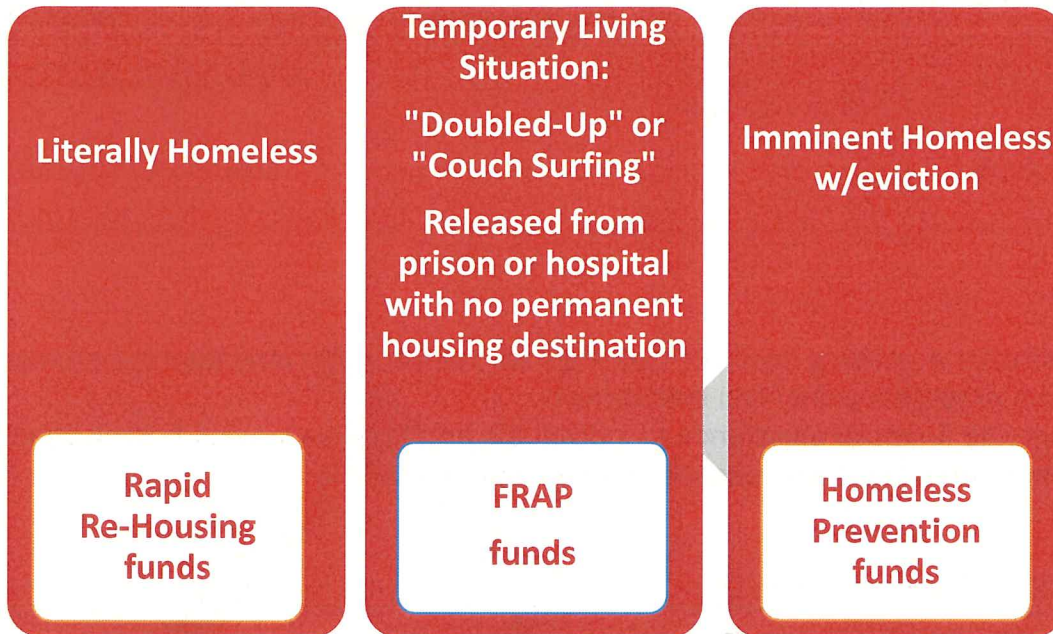 Literally Homeless
Rapid
Re-Housing
funds
Temporary Living
Situation:
"Doubled-Up" or
"Couch Surfing"
Released from
prison or hospital
with no permanent
housing destination
FRAP
funds
Imminent Homeless
w/eviction
Homeless
Prevention
funds